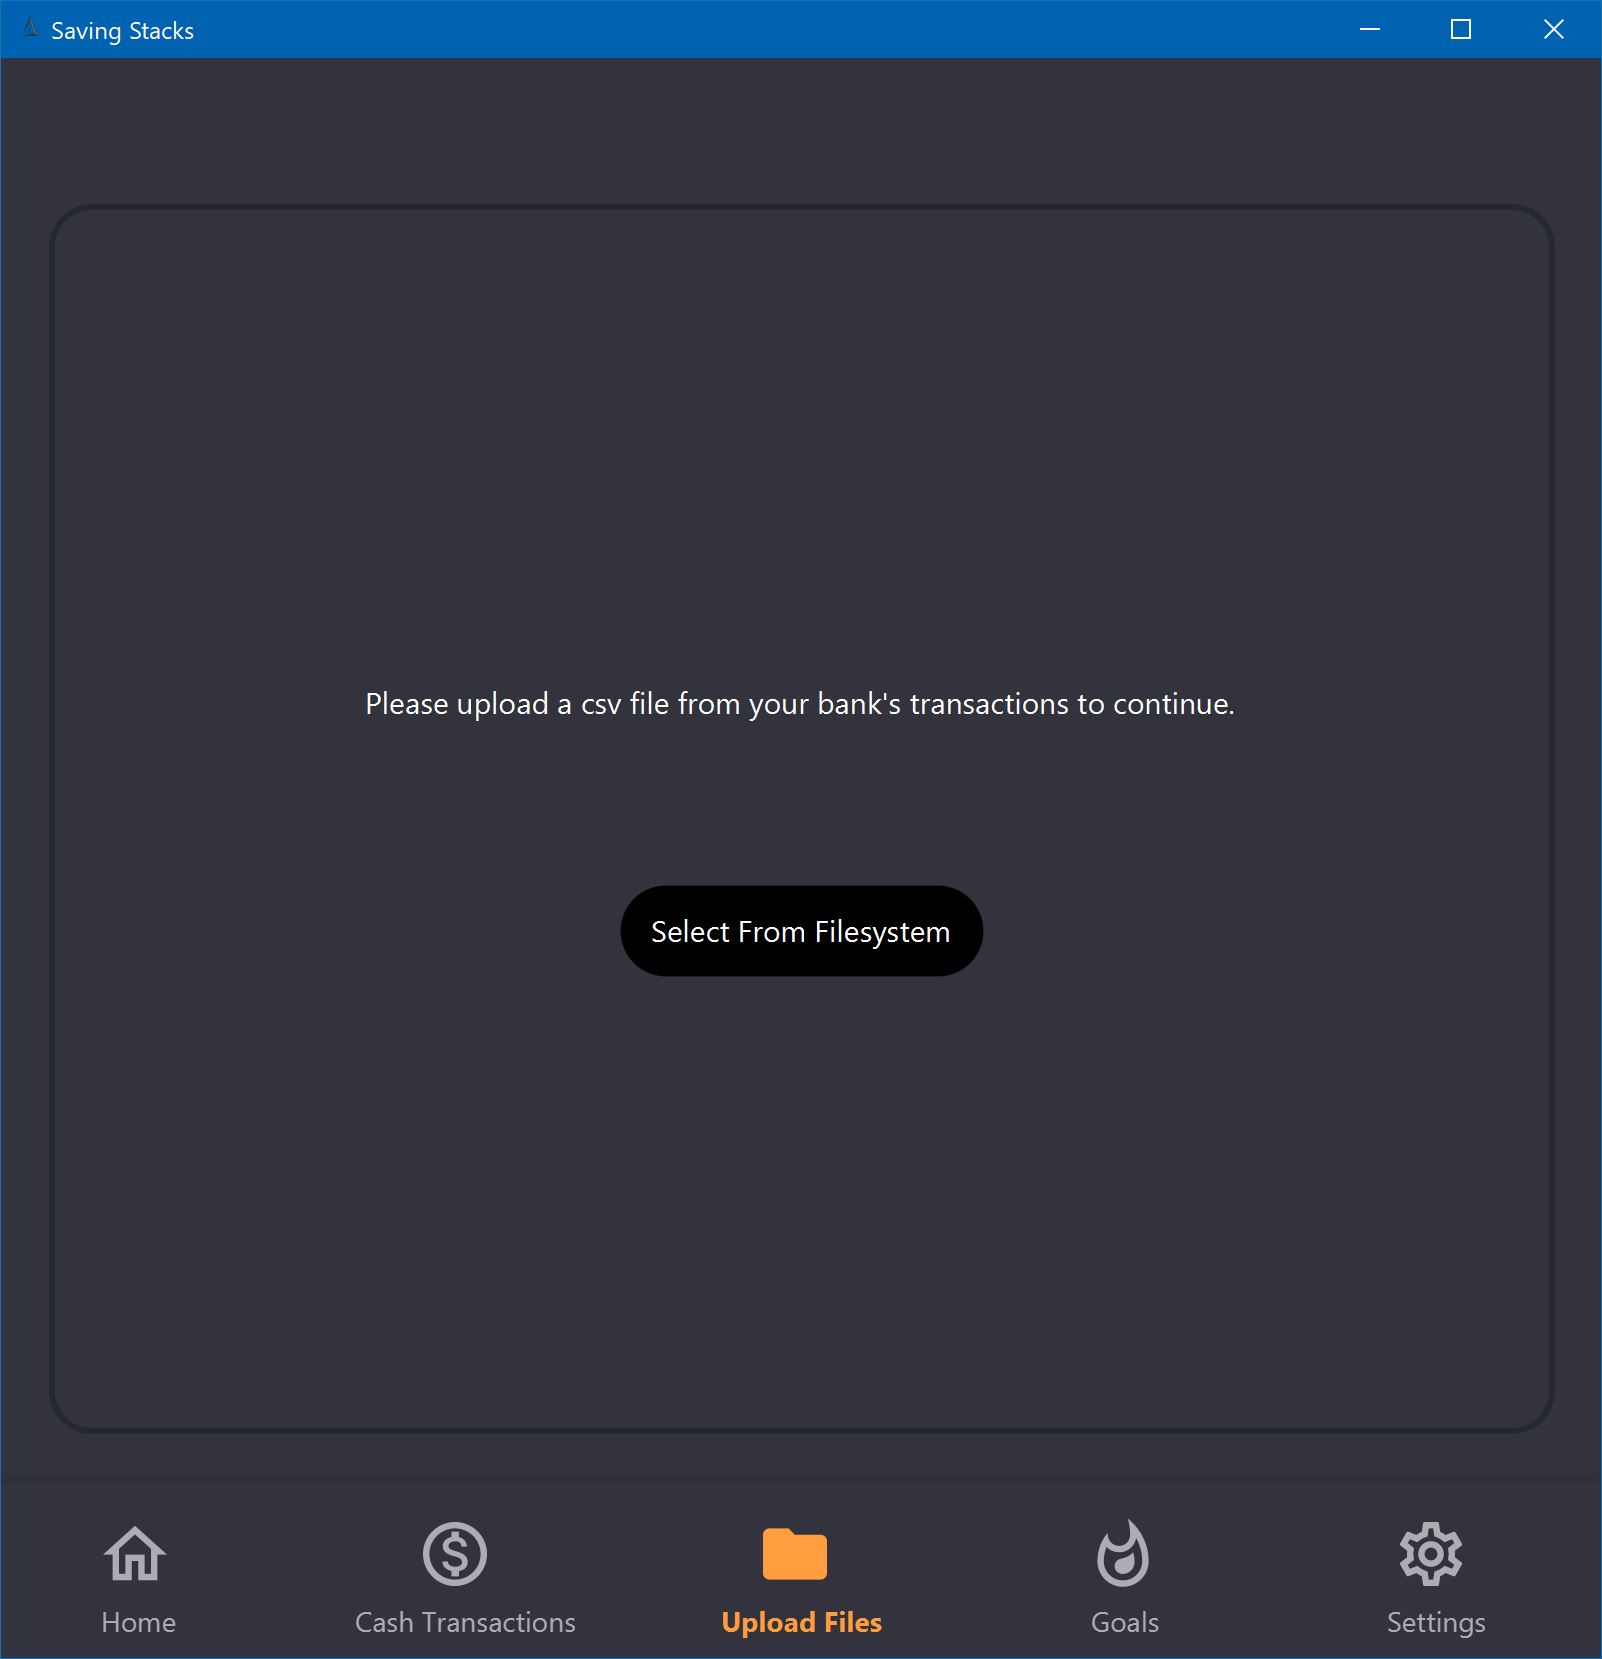 Saving Stacks
Please upload a csv file from your bank's transactions to continue.
Select From Filesystem
Home
Cash Transactions
Upload Files
Goals
Settings